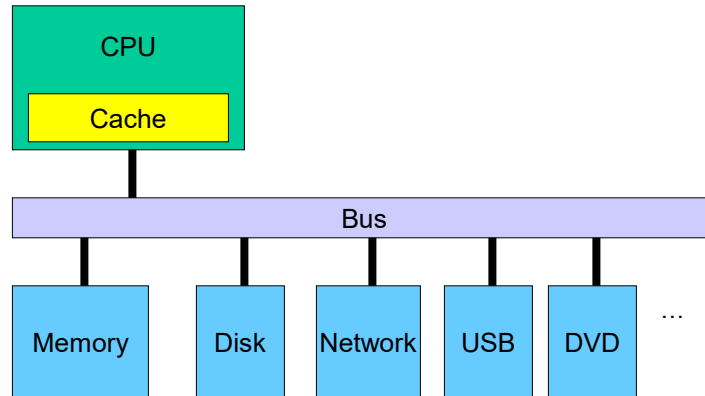 CPU
Cache
Bus
Memory
Disk
Network
USB
DVD
...